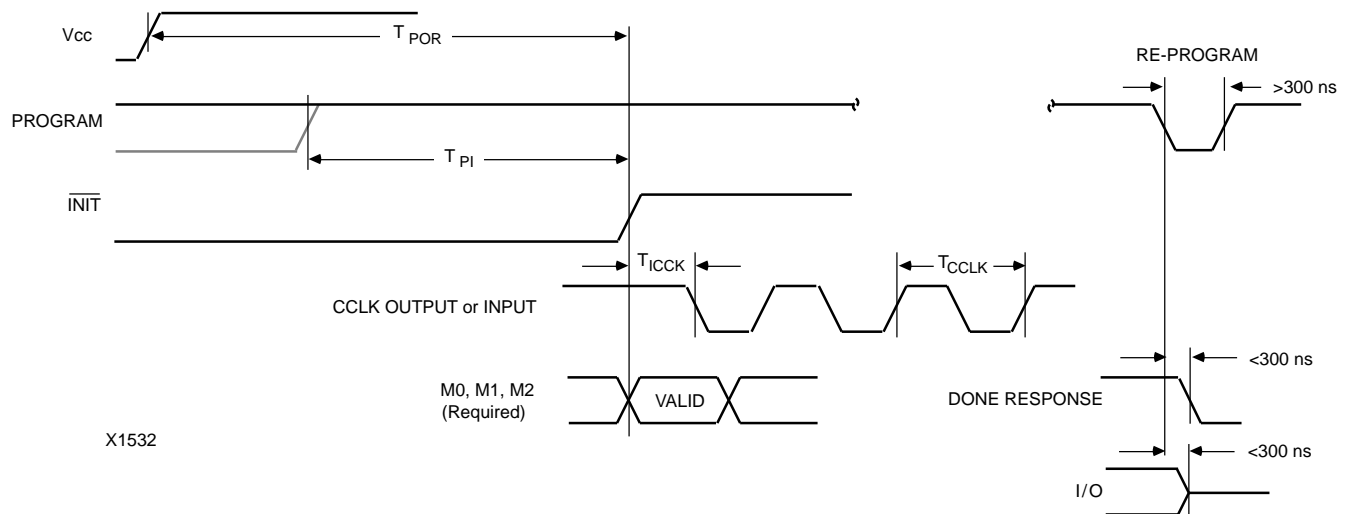 Vcc
T POR
RE-PROGRAM
>300 ns
PROGRAM
T PI
INIT
T ICCK
T CCLK
CCLK OUTPUT or INPUT
<300 ns
M0, M1, M2
(Required)
VALID
DONE RESPONSE
X1532
<300 ns
I/O